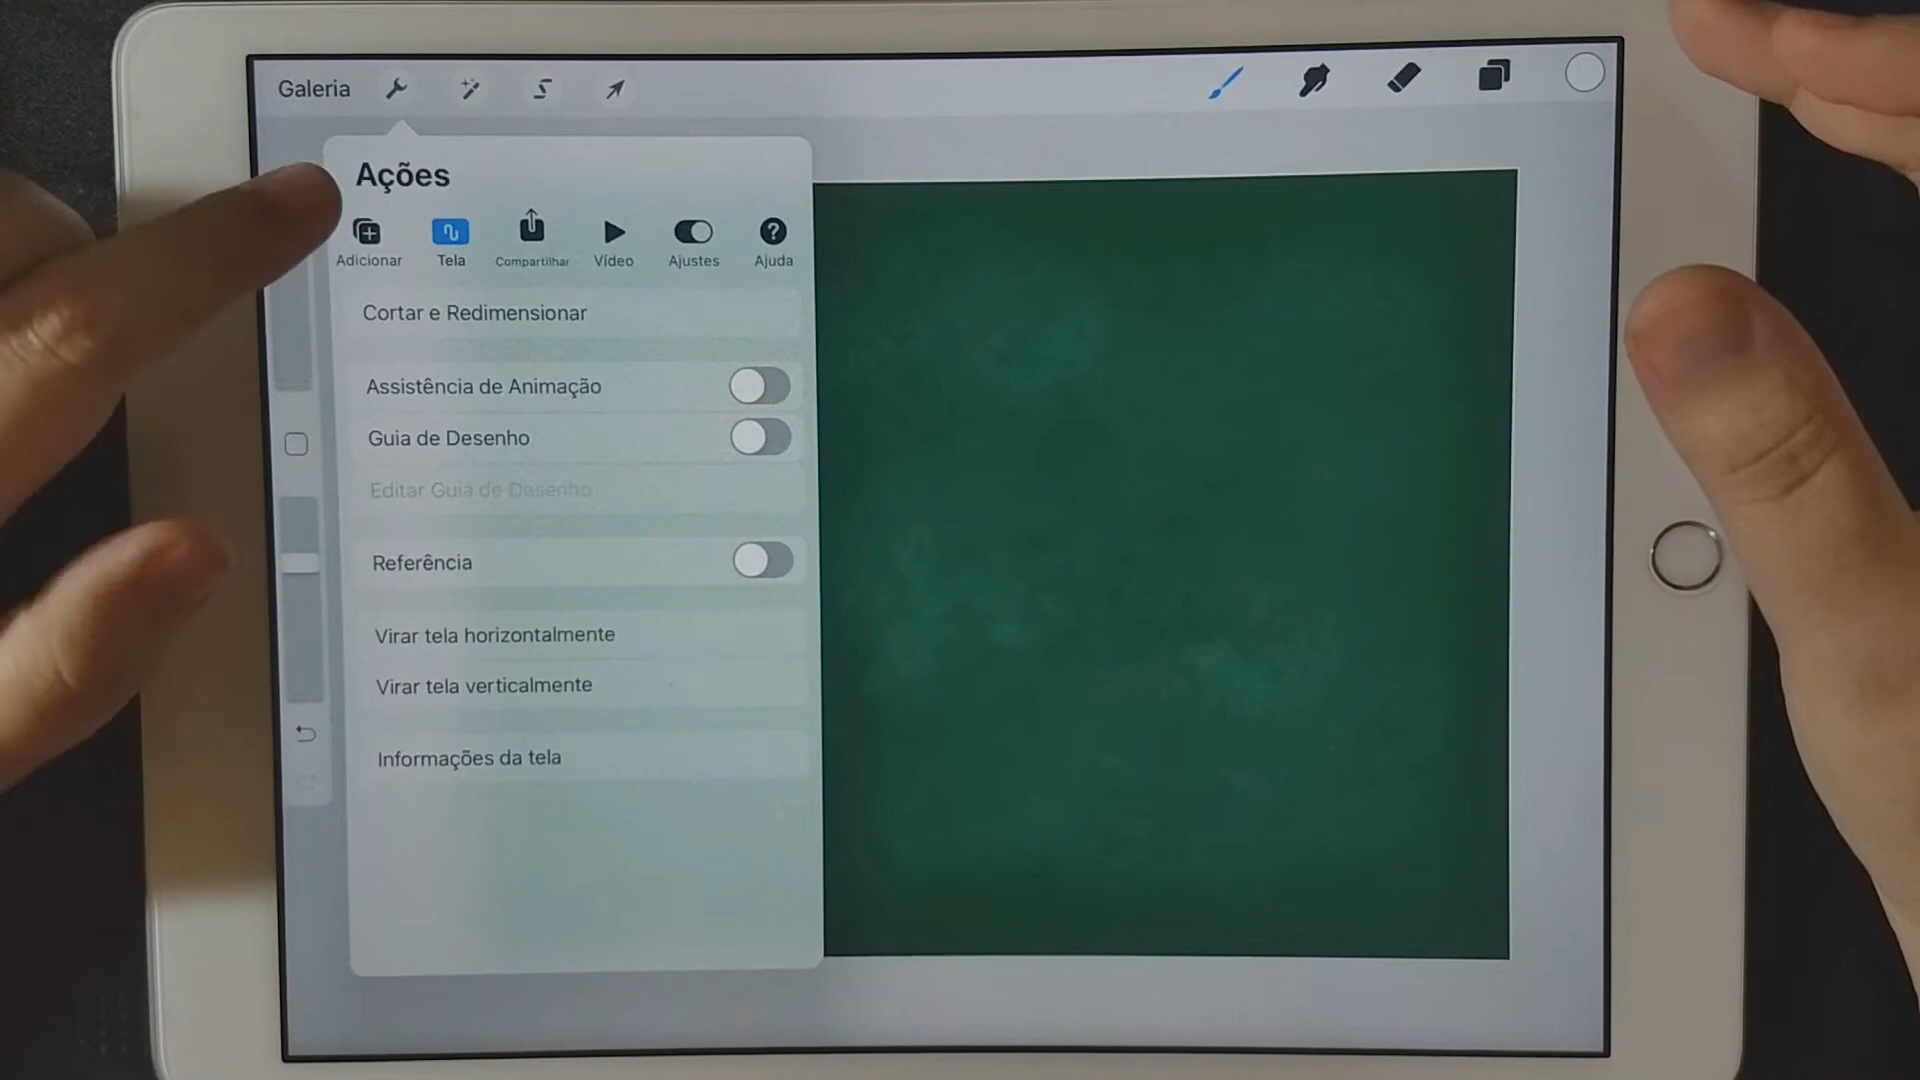 Galeria
Ações
Adicionar
Tela
Compartilhar
Vídeo
Ajustes
Ajuda
Cortar e Redimensionar
Assistência de Animação
Guia de Desenho
Editar Guia de Desenho
Referência
Virar tela horizontalmente
Virar tela verticalmente
Informações da tela